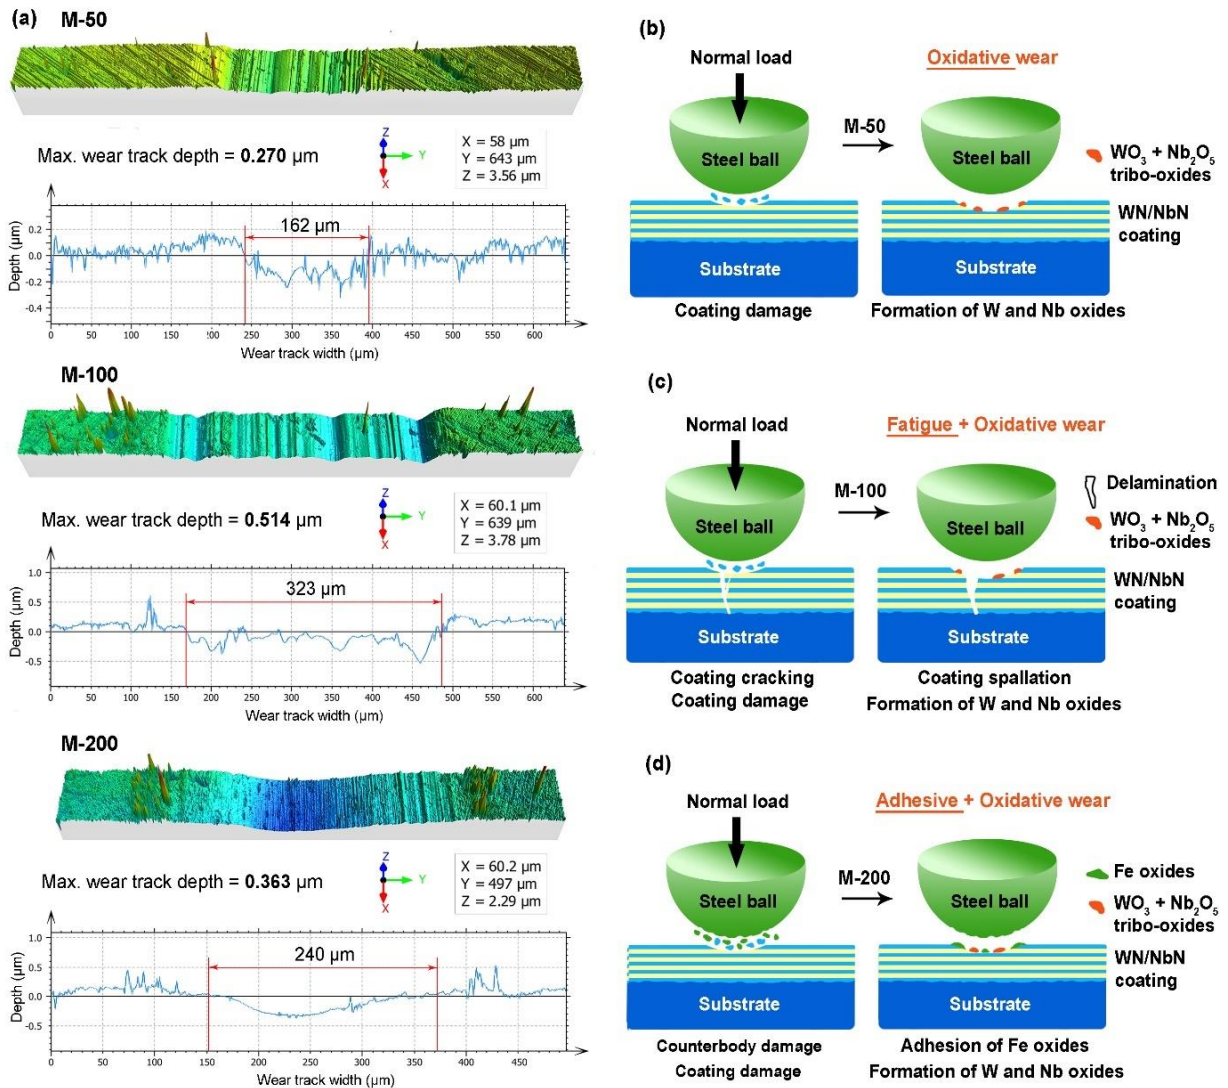 (a)
M-50
Max. wear track depth = 0.270 µm
Z
Y
X
X = 58 µm
Y = 643 µm
Z = 3.56 µm
162 µm
Depth (µm)
0.2
0.0
-0.2
-0.4
0 50 100 150 200 250 300 350 400 450 500 550 600
Wear track width (µm)
M-100
Max. wear track depth = 0.514 µm
Z
Y
X
X = 60.1 µm
Y = 639 µm
Z = 3.78 µm
323 µm
Depth (µm)
1.0
0.5
0.0
-0.5
0 50 100 150 200 250 300 350 400 450 500 550 600
Wear track width (µm)
M-200
Max. wear track depth = 0.363 µm
Z
Y
X
X = 60.2 µm
Y = 497 µm
Z = 2.29 µm
240 µm
Depth (µm)
1.0
0.5
0.0
-0.5
0 50 100 150 200 250 300 350 400 450
Wear track width (µm)
(b)
Normal load
Oxidative wear
M-50
Steel ball
Steel ball
WO₃ + Nb₂O₅
tribo-oxides
WN/NbN
coating
Substrate
Substrate
Coating damage
Formation of W and Nb oxides
(c)
Normal load
Fatigue + Oxidative wear
M-100
Steel ball
Steel ball
Delamination
WO₃ + Nb₂O₅
tribo-oxides
WN/NbN
coating
Substrate
Substrate
Coating cracking
Coating damage
Coating spallation
Formation of W and Nb oxides
(d)
Normal load
Adhesive + Oxidative wear
M-200
Steel ball
Steel ball
Fe oxides
WO₃ + Nb₂O₅
tribo-oxides
WN/NbN
coating
Substrate
Substrate
Counterbody damage
Coating damage
Adhesion of Fe oxides
Formation of W and Nb oxides